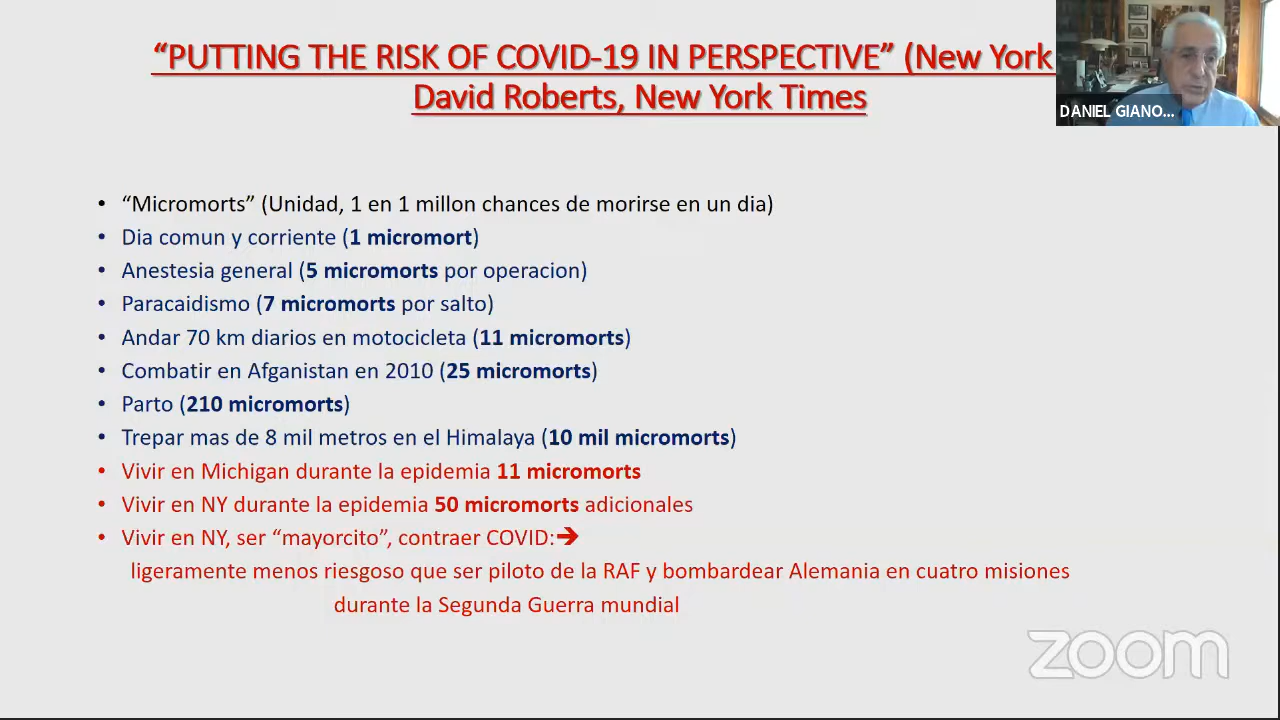 “PUTTING THE RISK OF COVID-19 IN PERSPECTIVE” (New York
David Roberts, New York Times
DANIEL GIANO...
• “Micromorts” (Unidad, 1 en 1 millon chances de morirse en un dia)
• Dia comun y corriente (1 micromort)
• Anestesia general (5 micromorts por operacion)
• Paracaidismo (7 micromorts por salto)
• Andar 70 km diarios en motocicleta (11 micromorts)
• Combatir en Afganistan en 2010 (25 micromorts)
• Parto (210 micromorts)
• Trepar mas de 8 mil metros en el Himalaya (10 mil micromorts)
• Vivir en Michigan durante la epidemia 11 micromorts
• Vivir en NY durante la epidemia 50 micromorts adicionales
• Vivir en NY, ser “mayorcito”, contraer COVID:➔
ligeramente menos riesgoso que ser piloto de la RAF y bombardear Alemania en cuatro misiones
durante la Segunda Guerra mundial
zoom